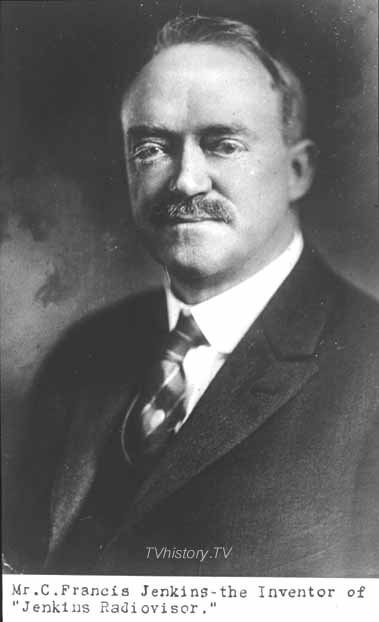 TVhistory.TV
Mr.C.Francis Jenkins-the Inventor of
"Jenkins Radiovisor."